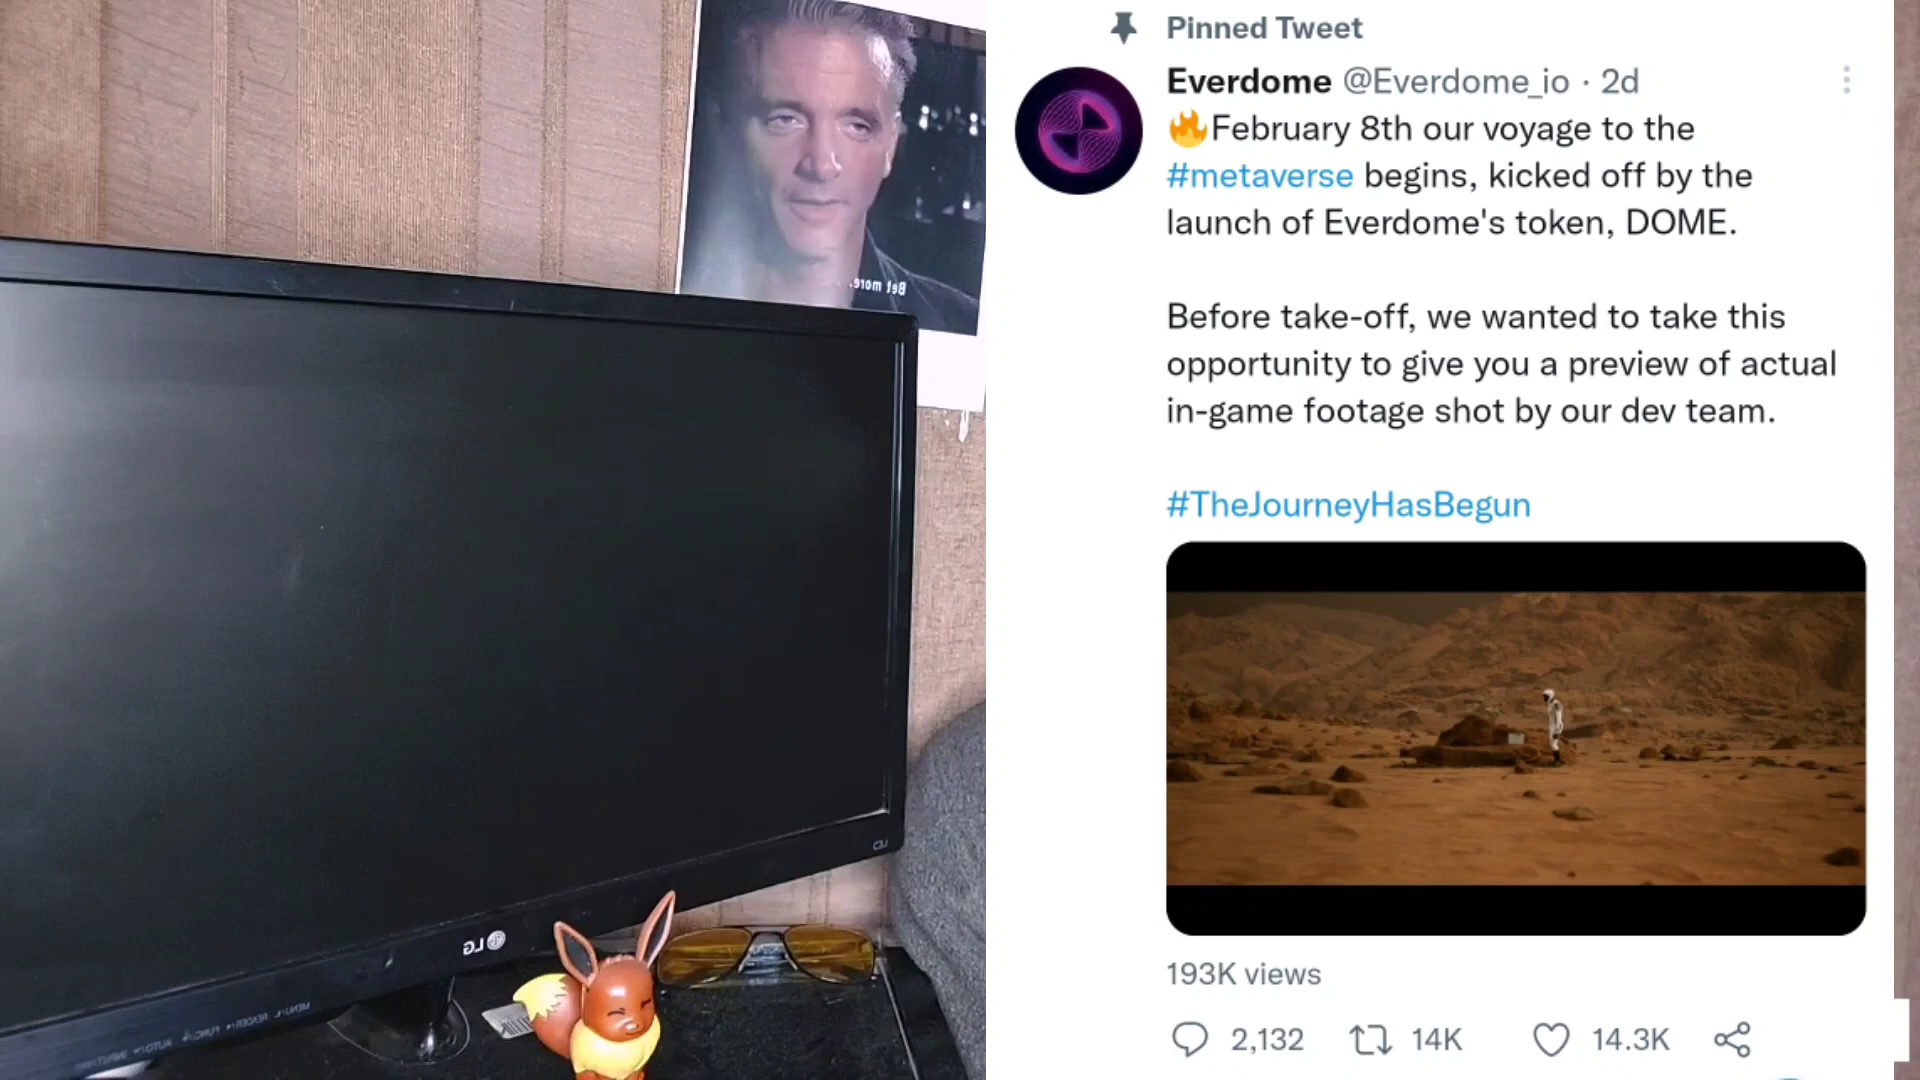 Bet more.
LG
Pinned Tweet
Everdome @Everdome_io · 2d
🔥February 8th our voyage to the
#metaverse begins, kicked off by the
launch of Everdome's token, DOME.
Before take-off, we wanted to take this
opportunity to give you a preview of actual
in-game footage shot by our dev team.
#TheJourneyHasBegun
193K views
2,132 14K 14.3K